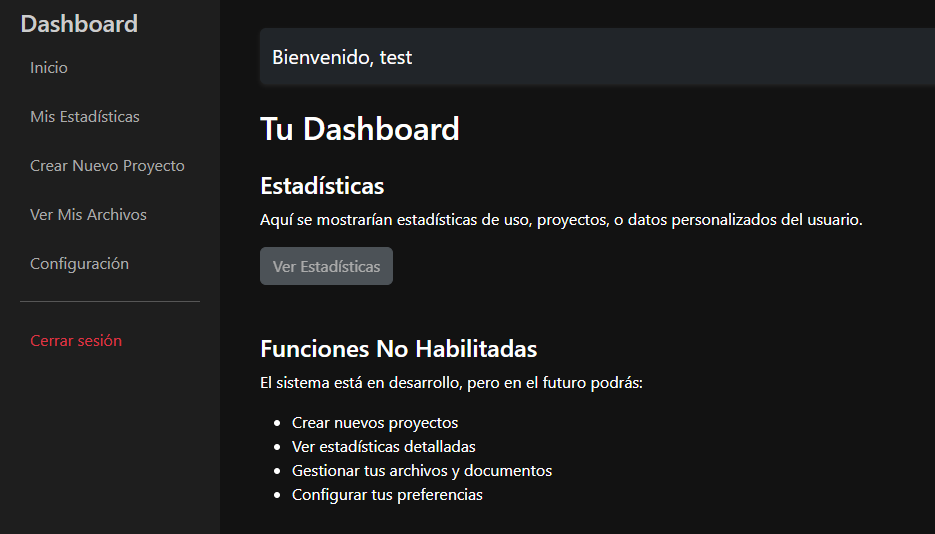 Dashboard
Inicio
Mis Estadísticas
Crear Nuevo Proyecto
Ver Mis Archivos
Configuración
Cerrar sesión
Bienvenido, test
Tu Dashboard
Estadísticas
Aquí se mostrarían estadísticas de uso, proyectos, o datos personalizados del usuario.
Ver Estadísticas
Funciones No Habilitadas
El sistema está en desarrollo, pero en el futuro podrás:
Crear nuevos proyectos
Ver estadísticas detalladas
Gestionar tus archivos y documentos
Configurar tus preferencias